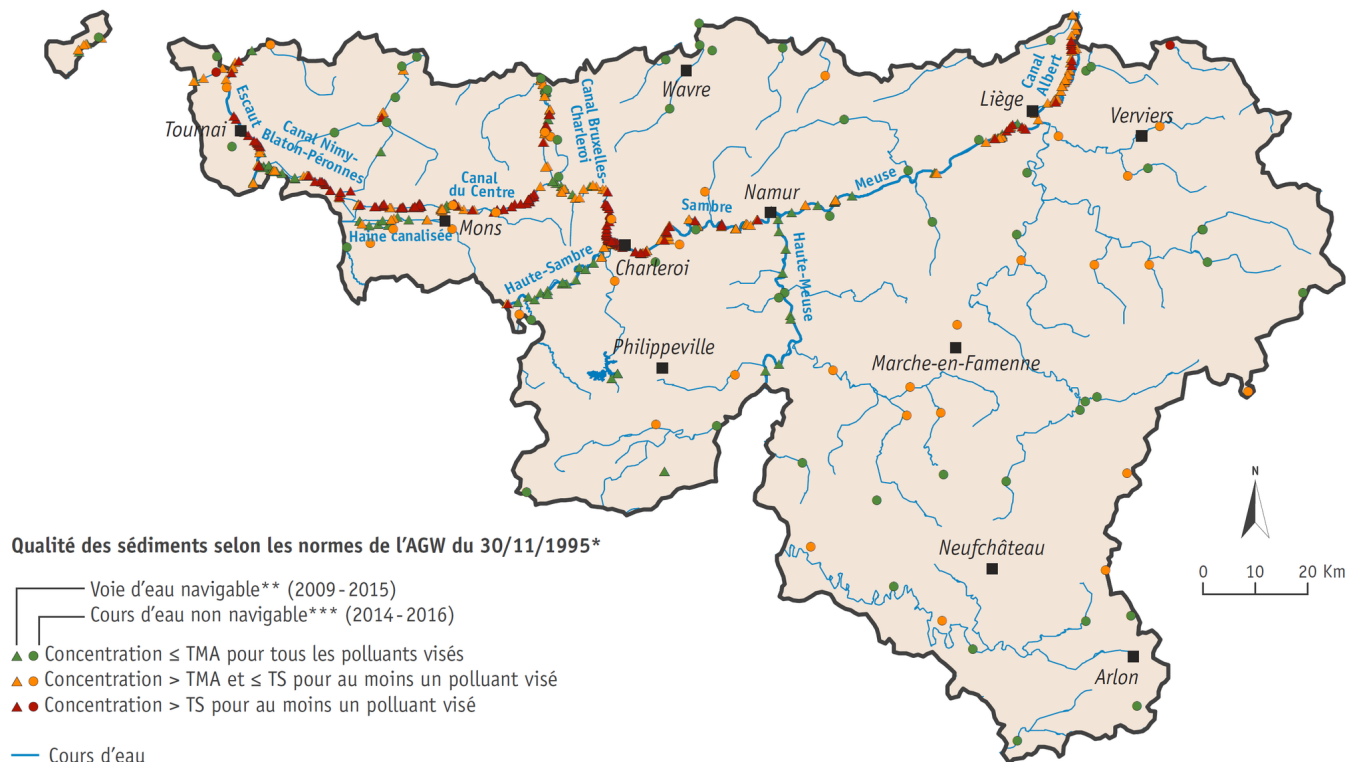 Wavre
Canal
Albert
Liège
Verviers
Tournai
Escaut
Canal Nimy-
Blaton-Péronnes
Canal Bruxelles-
Charleroi
Canal
du Centre
Mons
Haine canalisée
Sambre
Namur
Meuse
Charleroi
Haute-Sambre
Haute-Meuse
Philippeville
Marche-en-Famenne
Neufchâteau
Arlon
N
0 10 20 Km
Qualité des sédiments selon les normes de l'AGW du 30/11/1995*
Voie d'eau navigable** (2009-2015)
Cours d'eau non navigable*** (2014-2016)
Concentration ≤ TMA pour tous les polluants visés
Concentration > TMA et ≤ TS pour au moins un polluant visé
Concentration > TS pour au moins un polluant visé
Cours d'eau